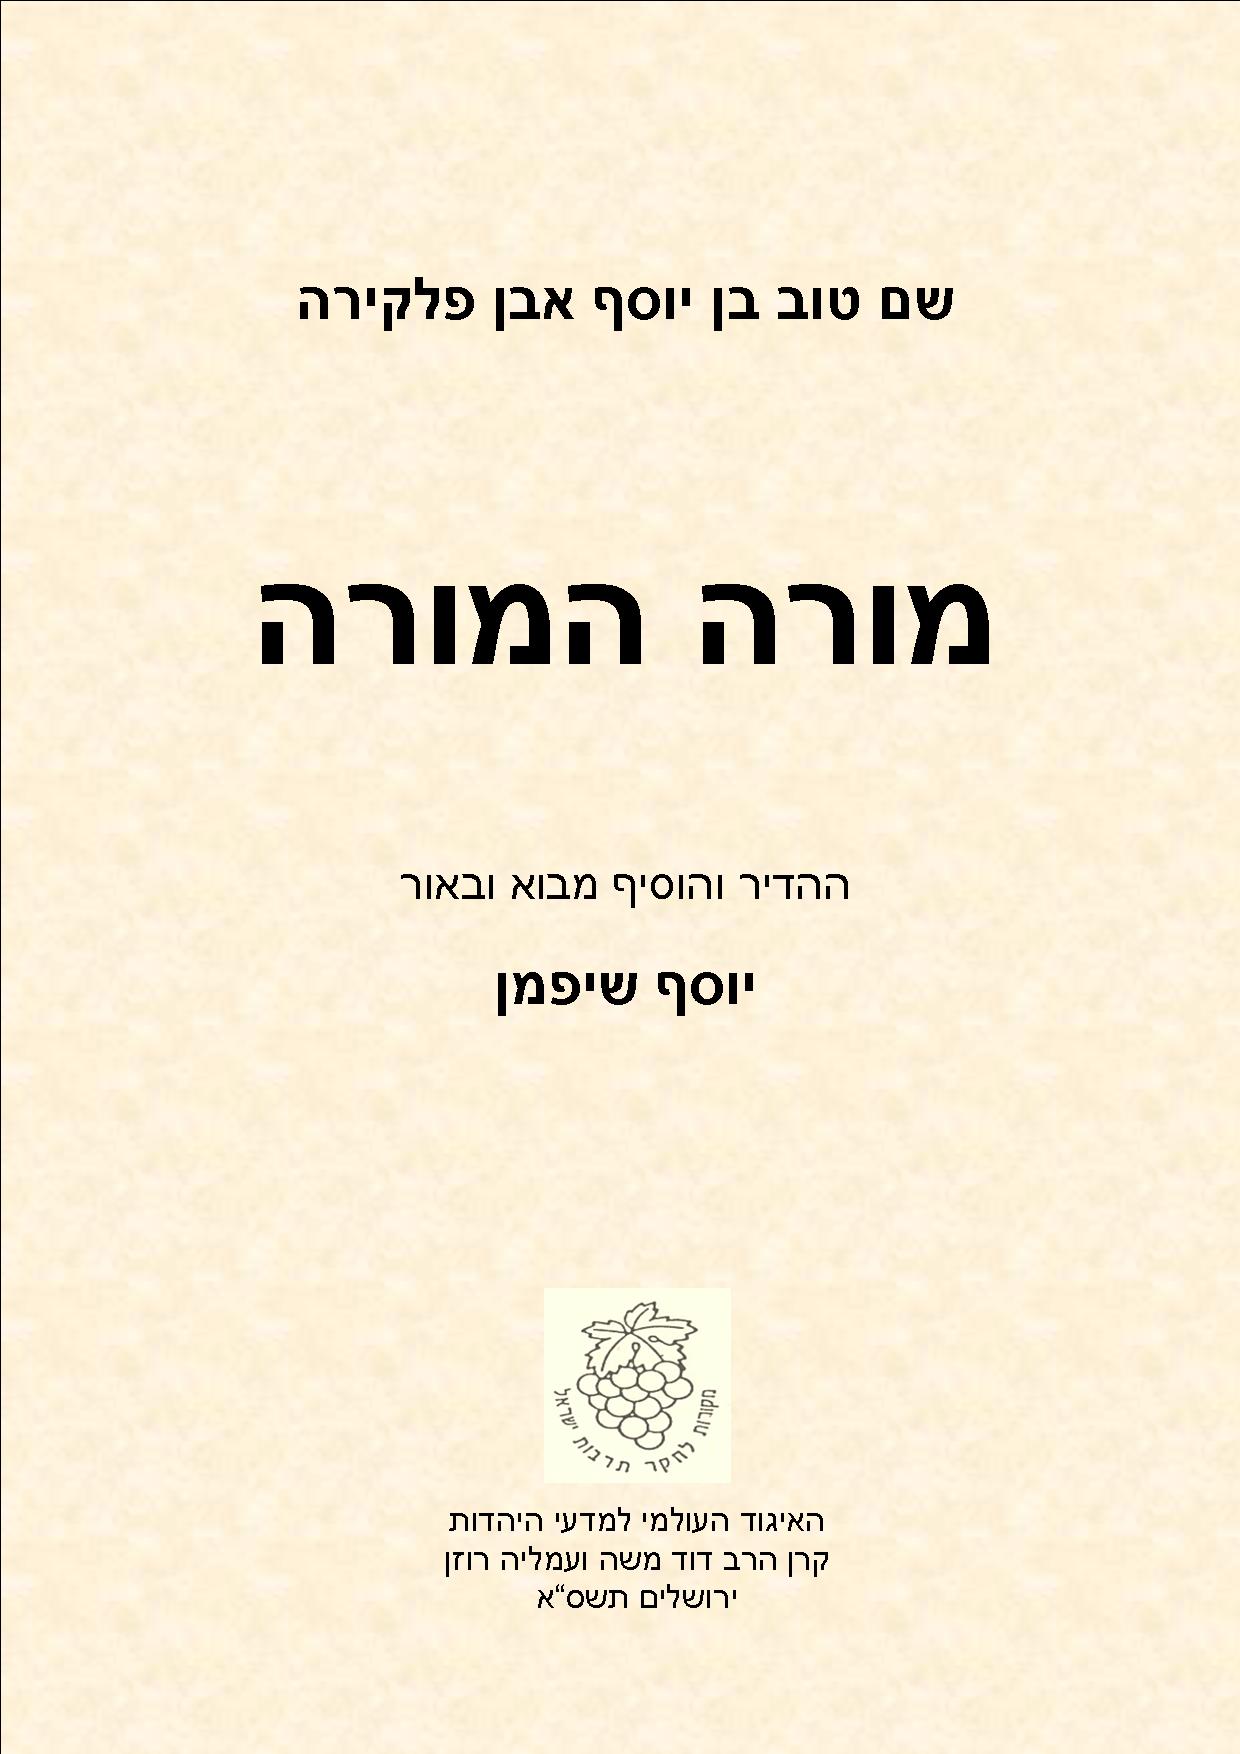 שם טוב בן יוסף אבן פלקירה
מורה המורה
ההדיר והוסיף מבוא ובאור
יוסף שיפמן
מקורות לחקר תרבות ישראל
האיגוד העולמי למדעי היהדות
קרן הרב דוד משה ועמליה רוזן
ירושלים תשס“א